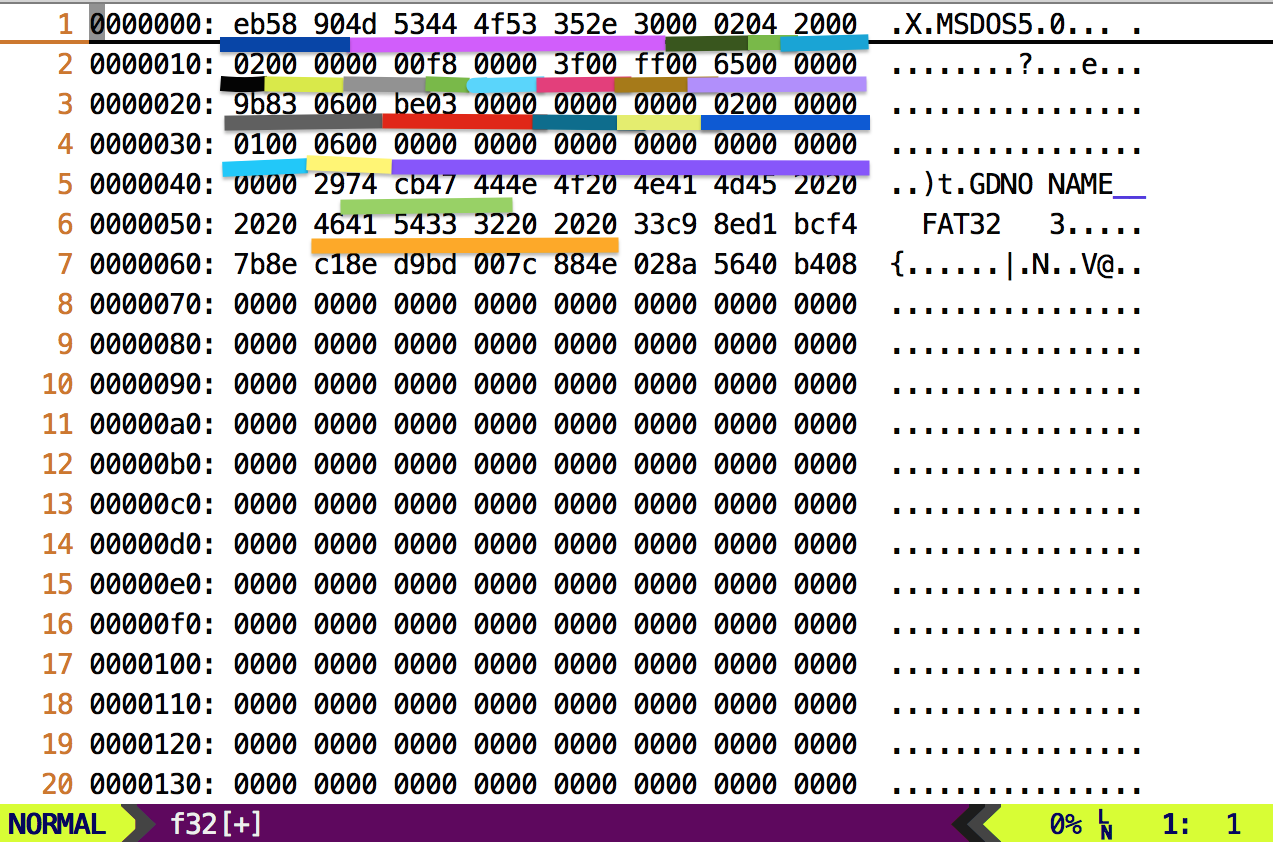 1 0000000: eb58 904d 5344 4f53 352e 3000 0204 2000 .X.MSDOS5.0... .
2 0000010: 0200 0000 00f8 0000 3f00 ff00 6500 0000 ........?...e...
3 0000020: 9b83 0600 be03 0000 0000 0000 0200 0000 ................
4 0000030: 0100 0600 0000 0000 0000 0000 0000 0000 ................
5 0000040: 0000 2974 cb47 444e 4f20 4e41 4d45 2020 ..)t.GDNO NAME__
6 0000050: 2020 4641 5433 3220 2020 33c9 8ed1 bcf4   FAT32   3.....
7 0000060: 7b8e c18e d9bd 007c 884e 028a 5640 b408 {......|.N..V@..
8 0000070: 0000 0000 0000 0000 0000 0000 0000 0000 ................
9 0000080: 0000 0000 0000 0000 0000 0000 0000 0000 ................
10 0000090: 0000 0000 0000 0000 0000 0000 0000 0000 ................
11 00000a0: 0000 0000 0000 0000 0000 0000 0000 0000 ................
12 00000b0: 0000 0000 0000 0000 0000 0000 0000 0000 ................
13 00000c0: 0000 0000 0000 0000 0000 0000 0000 0000 ................
14 00000d0: 0000 0000 0000 0000 0000 0000 0000 0000 ................
15 00000e0: 0000 0000 0000 0000 0000 0000 0000 0000 ................
16 00000f0: 0000 0000 0000 0000 0000 0000 0000 0000 ................
17 0000100: 0000 0000 0000 0000 0000 0000 0000 0000 ................
18 0000110: 0000 0000 0000 0000 0000 0000 0000 0000 ................
19 0000120: 0000 0000 0000 0000 0000 0000 0000 0000 ................
20 0000130: 0000 0000 0000 0000 0000 0000 0000 0000 ................
NORMAL f32[+] 0% LN 1: 1